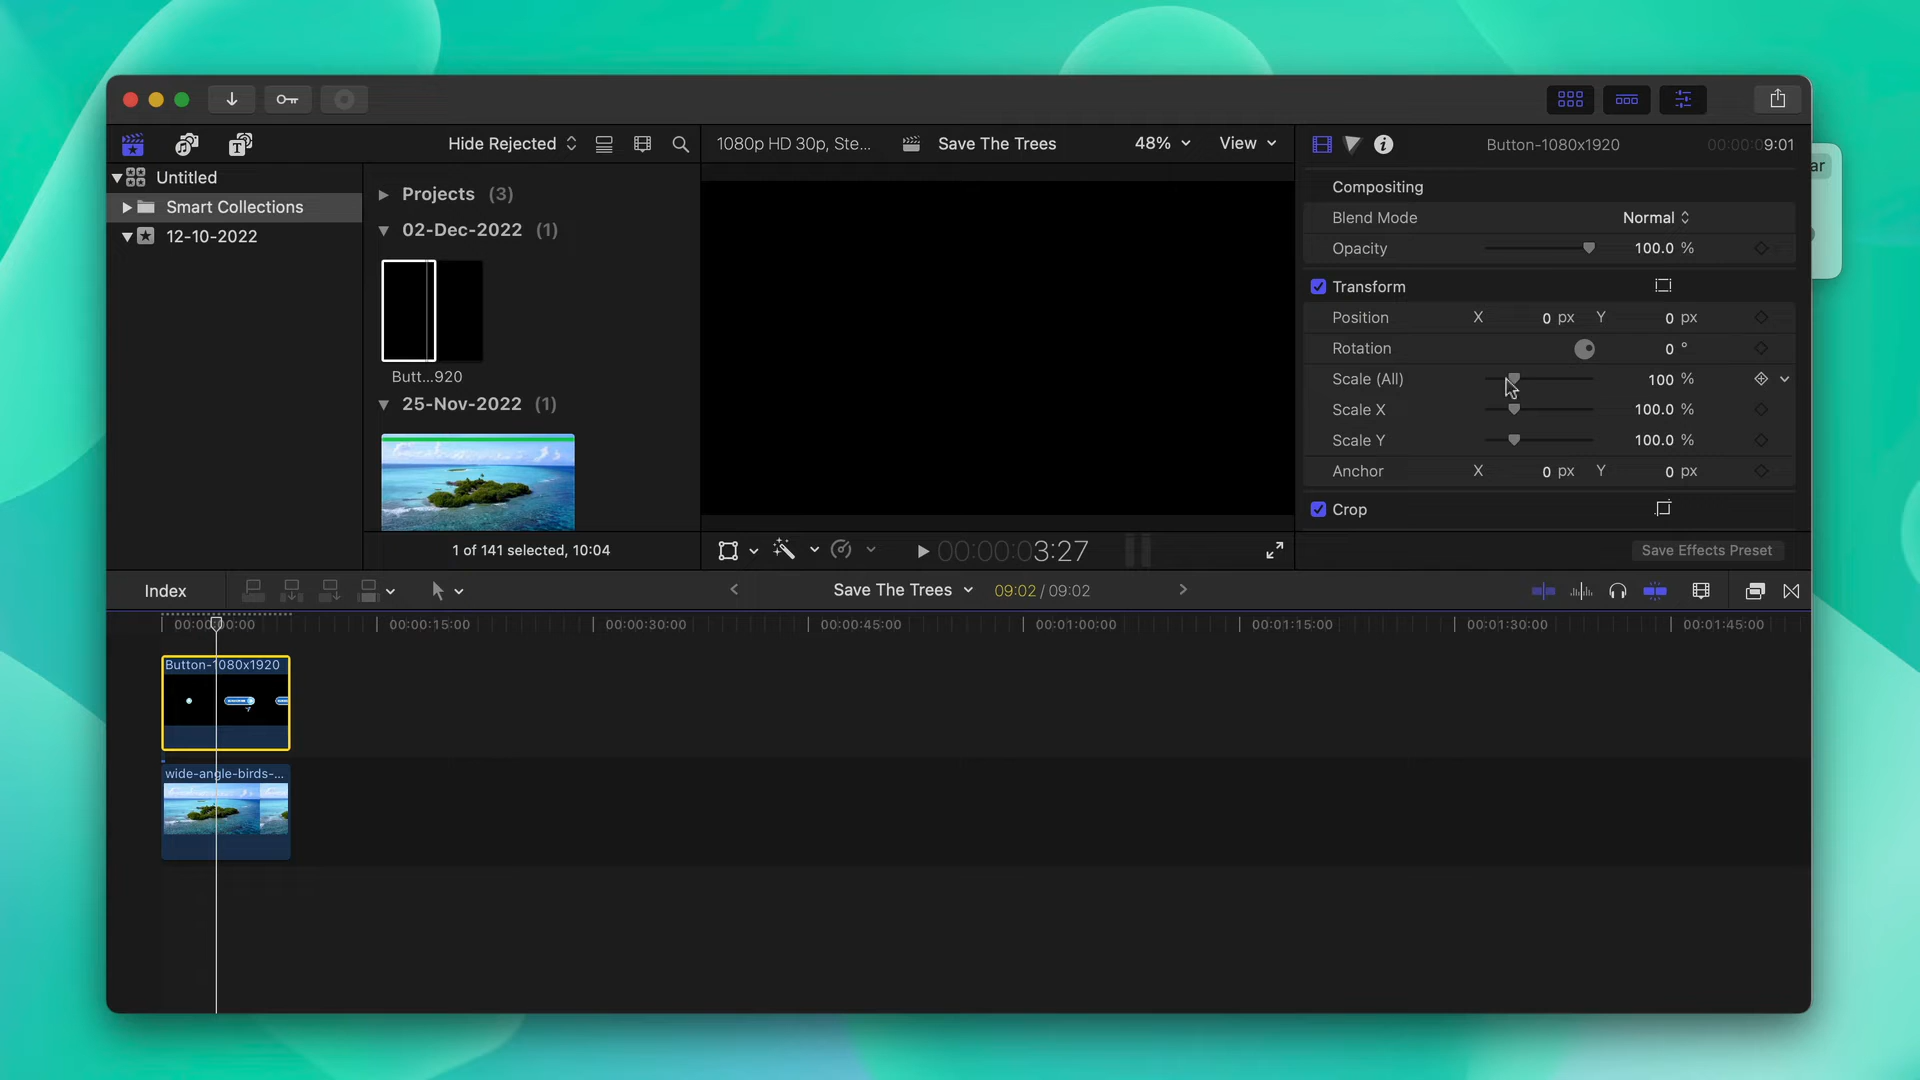 Hide Rejected
1080p HD 30p, Ste...
Save The Trees
48%
View
Button-1080x1920
00:00:09:01
Untitled
Smart Collections
12-10-2022
Projects (3)
02-Dec-2022 (1)
Butt...920
25-Nov-2022 (1)
1 of 141 selected, 10:04
00:00:03:27
Compositing
Blend Mode Normal
Opacity 100.0 %
Transform
Position X 0 px Y 0 px
Rotation 0 °
Scale (All) 100 %
Scale X 100.0 %
Scale Y 100.0 %
Anchor X 0 px Y 0 px
Crop
Save Effects Preset
ar
Index
Save The Trees
09:02 / 09:02
00:00:00:00 00:00:15:00 00:00:30:00 00:00:45:00 00:01:00:00 00:01:15:00 00:01:30:00 00:01:45:00
Button-1080x1920
wide-angle-birds-...